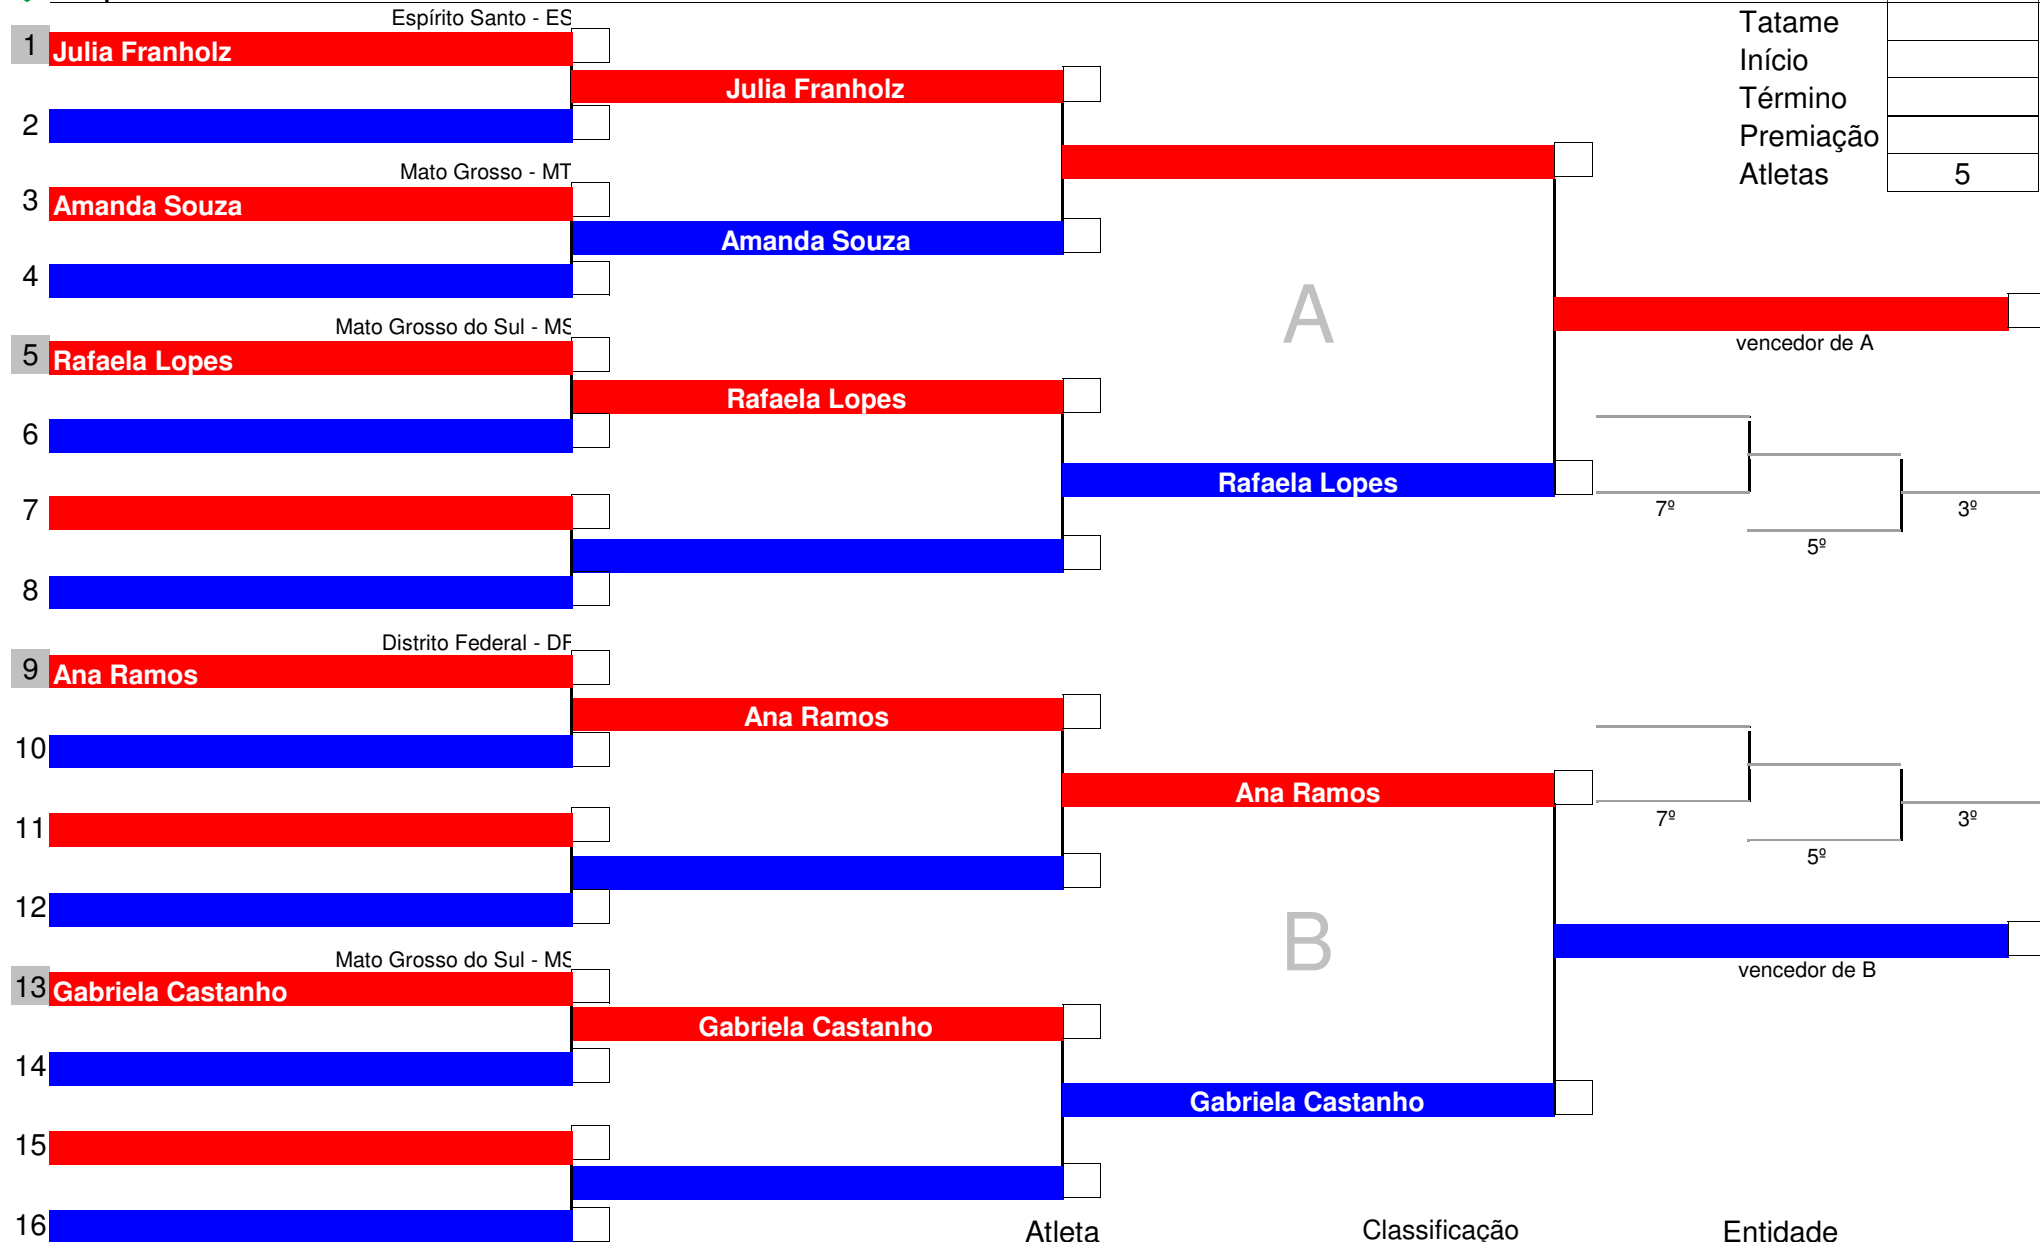 Espírito Santo - ES
Tatame
1 Julia Franholz
Início
Julia Franholz
Término
2
Premiação
Mato Grosso - MT
Atletas 5
3 Amanda Souza
Amanda Souza
4
A
Mato Grosso do Sul - MS
vencedor de A
5 Rafaela Lopes
Rafaela Lopes
6
Rafaela Lopes
7
7º 3º
5º
8
Distrito Federal - DF
9 Ana Ramos
Ana Ramos
10
Ana Ramos
11
7º 3º
5º
12
B
Mato Grosso do Sul - MS
vencedor de B
13 Gabriela Castanho
Gabriela Castanho
14
Gabriela Castanho
15
16
Atleta Classificação Entidade